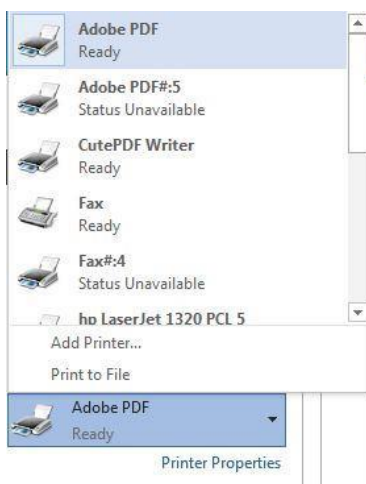 Adobe PDF
Ready
Adobe PDF#:5
Status Unavailable
CutePDF Writer
Ready
Fax
Ready
Fax#:4
Status Unavailable
hp LaserJet 1320 PCL 5
Add Printer...
Print to File
Adobe PDF
Ready
Printer Properties